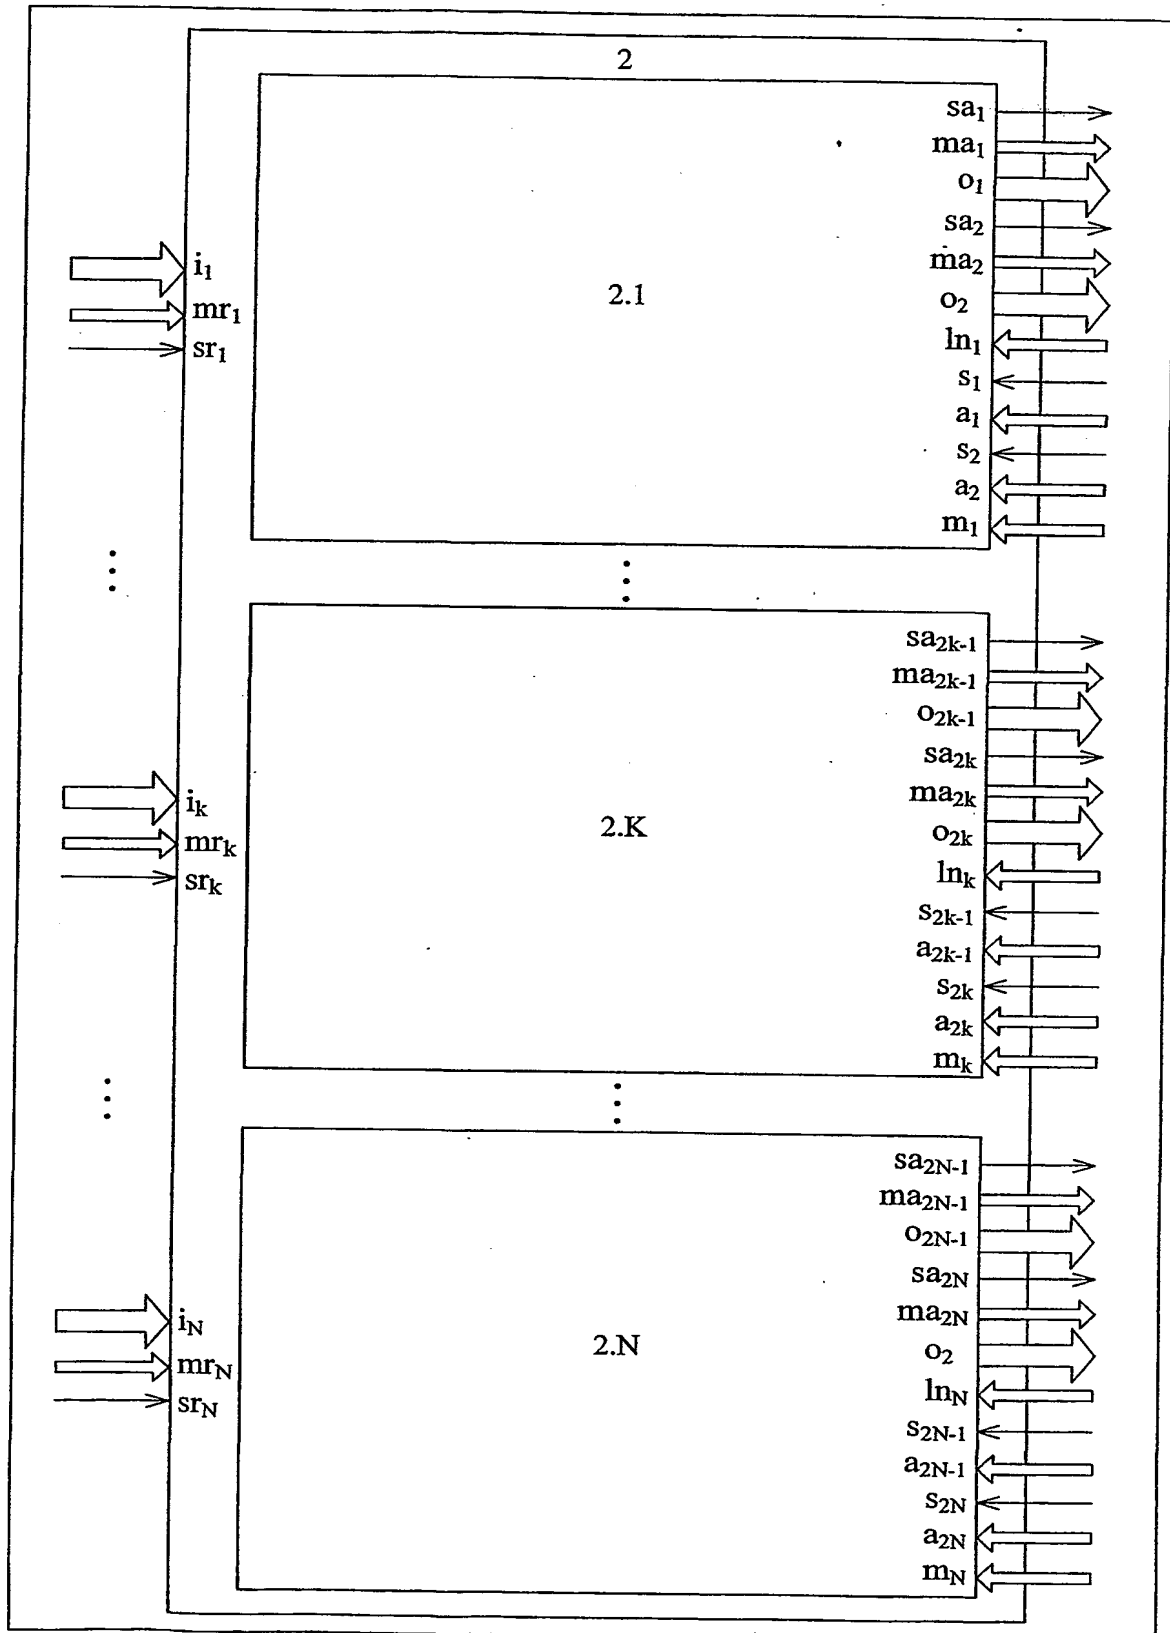 2
sa1
ma1
o1
sa2
ma2
o2
ln1
s1
a1
s2
a2
m1
2.1
i1
mr1
sr1
sa2k-1
ma2k-1
o2k-1
sa2k
ma2k
o2k
lnk
s2k-1
a2k-1
s2k
a2k
mk
2.K
ik
mrk
srk
sa2N-1
ma2N-1
o2N-1
sa2N
ma2N
o2
lnN
s2N-1
a2N-1
s2N
a2N
mN
2.N
iN
mrN
srN